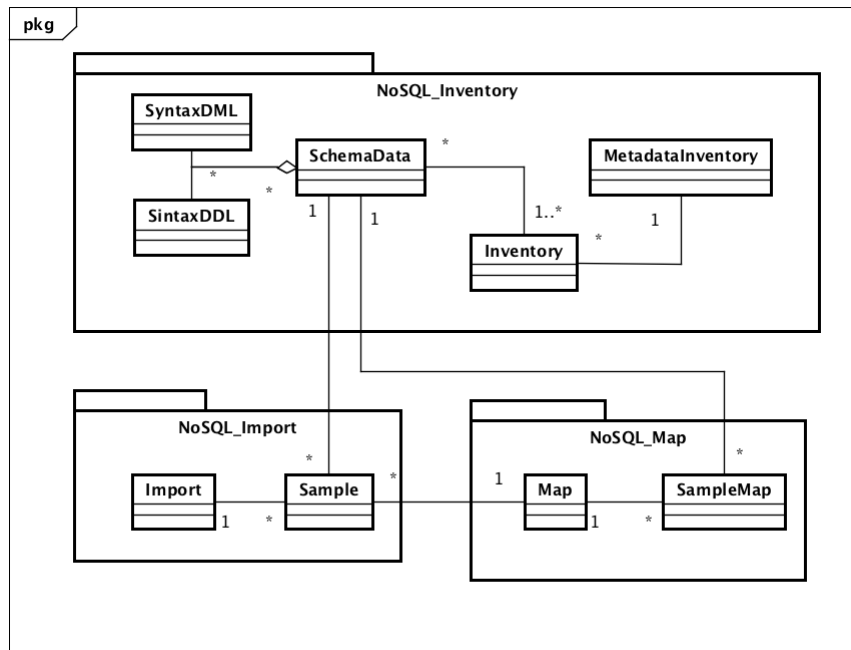 pkg
NoSQL_Inventory
SyntaxDML
SchemaData
*
MetadataInventory
*
*
SintaxDDL
1
1
1..*
*
1
Inventory
NoSQL_Import
NoSQL_Map
*
*
1
*
Import
Sample
Map
SampleMap
1
*
1
*